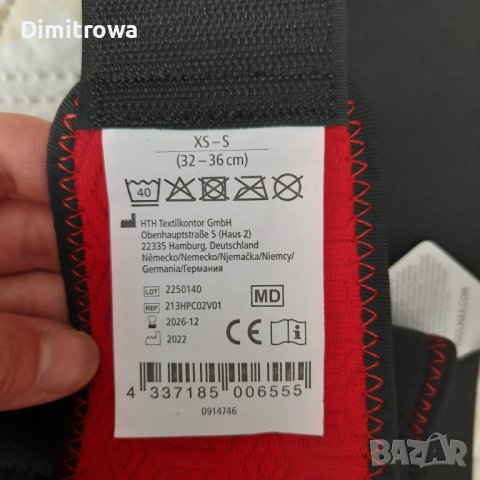 Dimitrowa
XS–S
(32–36 cm)
40
HTH Textilkontor GmbH
Obenhauptstraße 5 (Haus 2)
22335 Hamburg, Deutschland
Německo/Nemecko/Njemačka/Niemcy/
Germania/Германия
LOT 2250140
REF 213HPC02V01
2026-12
2022
MD
CE
4 337185 006555
0914746
BAZAR